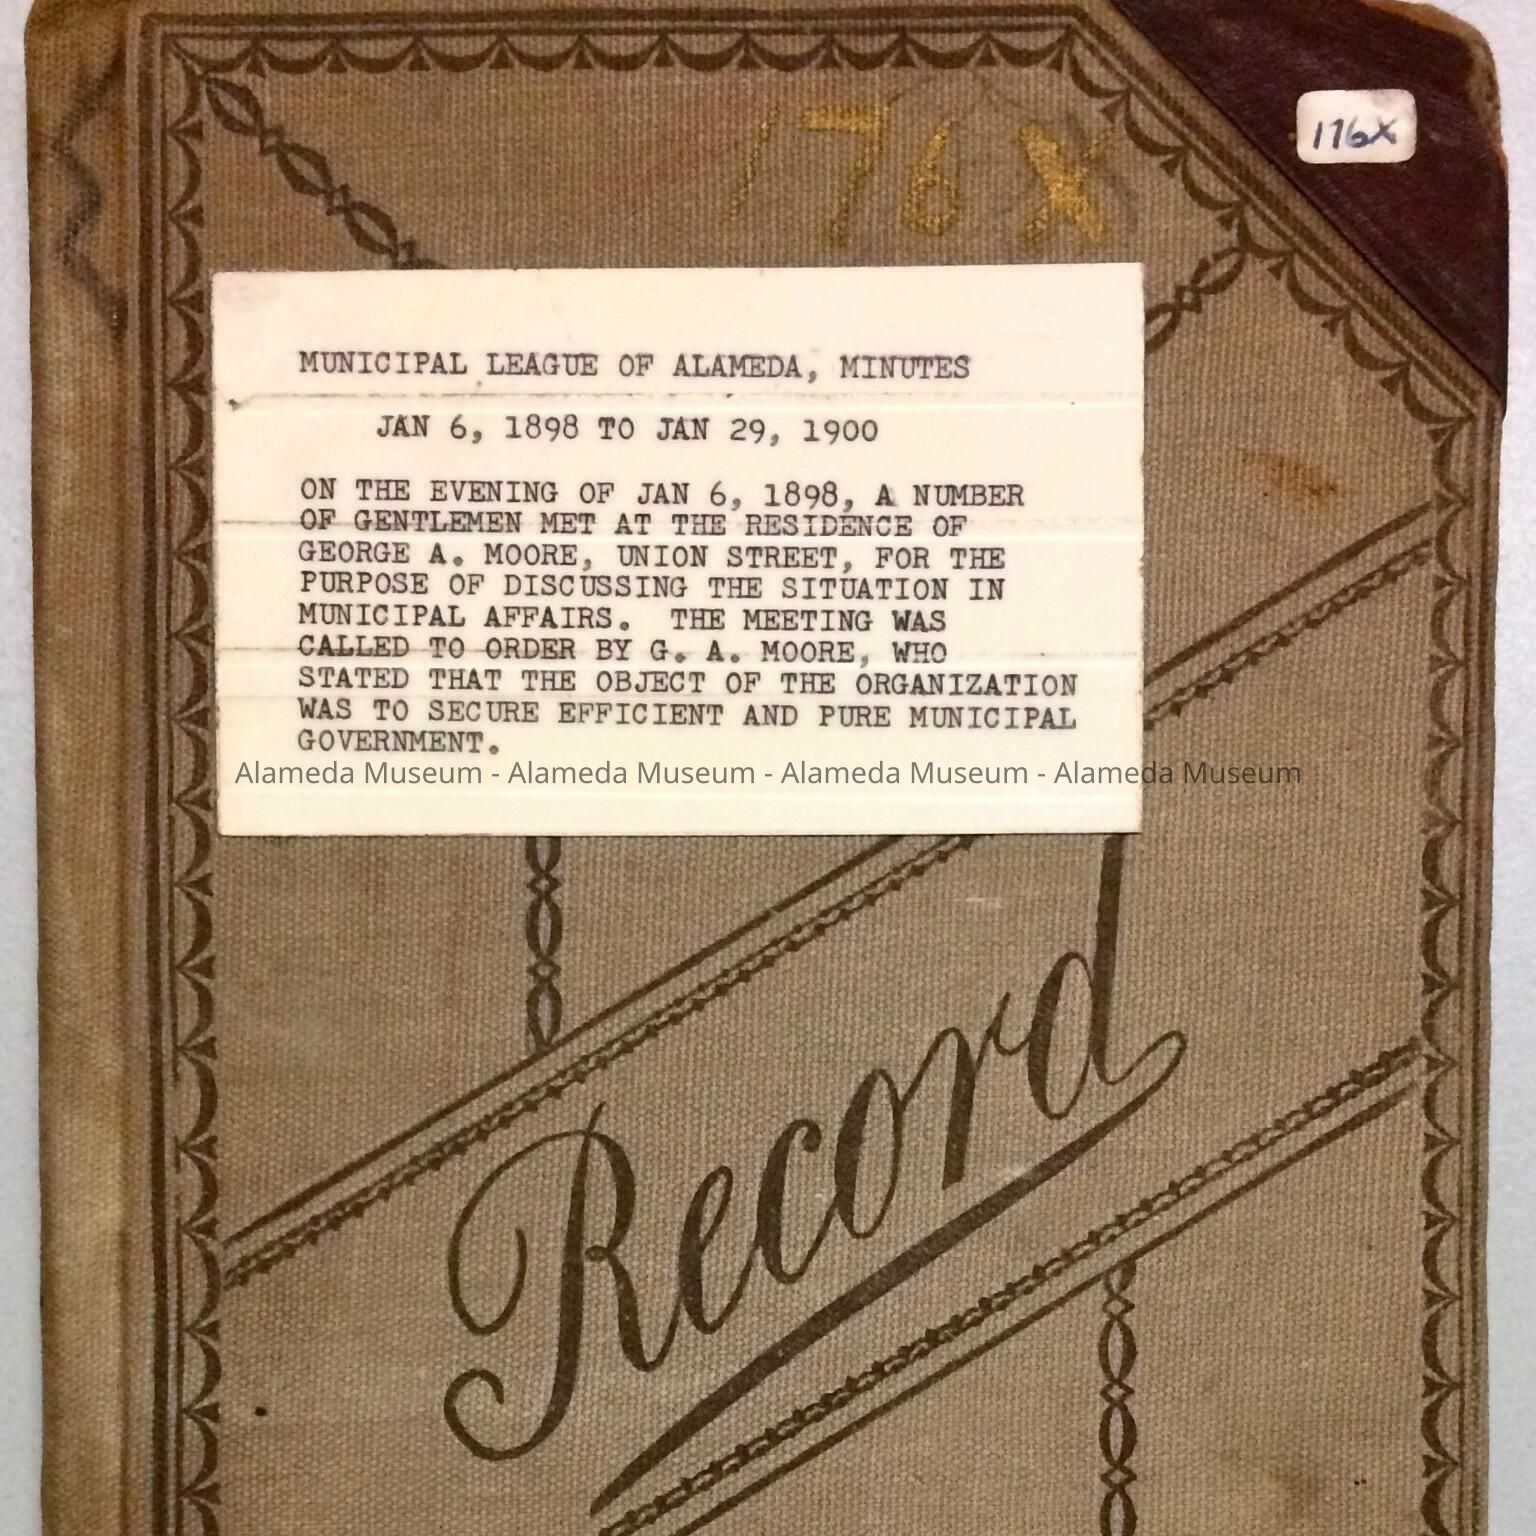 176X
176X
MUNICIPAL LEAGUE OF ALAMEDA, MINUTES
JAN 6, 1898 TO JAN 29, 1900
ON THE EVENING OF JAN 6, 1898, A NUMBER
OF GENTLEMEN MET AT THE RESIDENCE OF
GEORGE A. MOORE, UNION STREET, FOR THE
PURPOSE OF DISCUSSING THE SITUATION IN
MUNICIPAL AFFAIRS. THE MEETING WAS
CALLED TO ORDER BY G. A. MOORE, WHO
STATED THAT THE OBJECT OF THE ORGANIZATION
WAS TO SECURE EFFICIENT AND PURE MUNICIPAL
GOVERNMENT.
Alameda Museum - Alameda Museum - Alameda Museum - Alameda Museum
Record